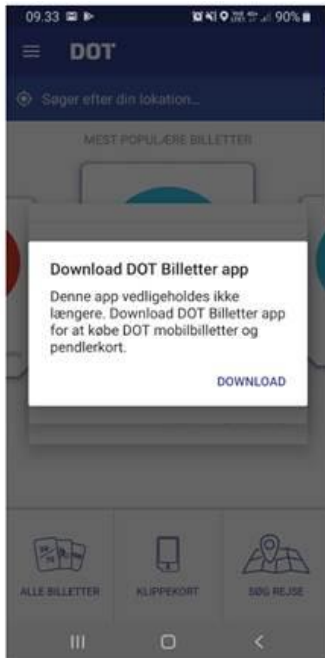 09.33
90%
DOT
Søger efter din lokation...
MEST POPULÆRE BILLETTER
Download DOT Billetter app
Denne app vedligeholdes ikke
længere. Download DOT Billetter app
for at købe DOT mobilbilletter og
pendlerkort.
DOWNLOAD
ALLE BILLETTER
KLIPPEKORT
SØG REJSE